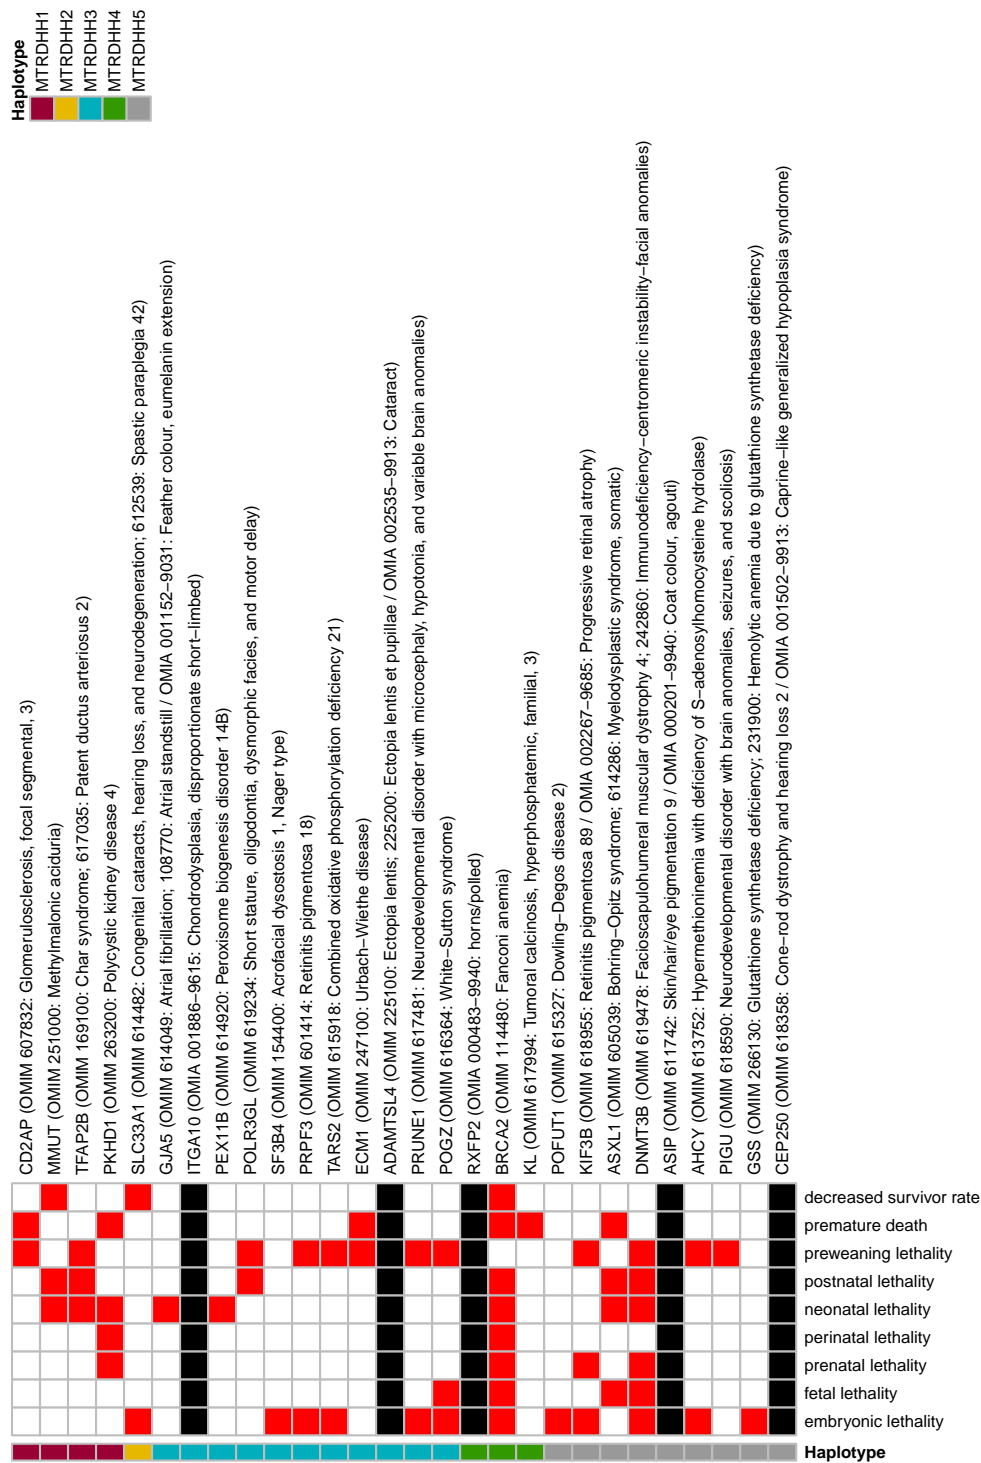 Haplotype
MTRDHH1
MTRDHH2
MTRDHH3
MTRDHH4
MTRDHH5
CD2AP (OMIM 607832: Glomerulosclerosis, focal segmental, 3)
MMUT (OMIM 251000: Methylmalonic aciduria)
TFAP2B (OMIM 169100: Char syndrome; 617035: Patent ductus arteriosus 2)
PKHD1 (OMIM 263200: Polycystic kidney disease 4)
SLC33A1 (OMIM 614482: Congenital cataracts, hearing loss, and neurodegeneration; 612539: Spastic paraplegia 42)
GJA5 (OMIM 614049: Atrial fibrillation; 108770: Atrial standstill / OMIA 001152−9031: Feather colour, eumelanin extension)
ITGA10 (OMIA 001886−9615: Chondrodysplasia, disproportionate short−limbed)
PEX11B (OMIM 614920: Peroxisome biogenesis disorder 14B)
POLR3GL (OMIM 619234: Short stature, oligodontia, dysmorphic facies, and motor delay)
SF3B4 (OMIM 154400: Acrofacial dysostosis 1, Nager type)
PRPF3 (OMIM 601414: Retinitis pigmentosa 18)
TARS2 (OMIM 615918: Combined oxidative phosphorylation deficiency 21)
ECM1 (OMIM 247100: Urbach−Wiethe disease)
ADAMTSL4 (OMIM 225100: Ectopia lentis; 225200: Ectopia lentis et pupillae / OMIA 002535−9913: Cataract)
PRUNE1 (OMIM 617481: Neurodevelopmental disorder with microcephaly, hypotonia, and variable brain anomalies)
POGZ (OMIM 616364: White−Sutton syndrome)
RXFP2 (OMIA 000483−9940: horns/polled)
BRCA2 (OMIM 114480: Fanconi anemia)
KL (OMIM 617994: Tumoral calcinosis, hyperphosphatemic, familial, 3)
POFUT1 (OMIM 615327: Dowling−Degos disease 2)
KIF3B (OMIM 618955: Retinitis pigmentosa 89 / OMIA 002267−9685: Progressive retinal atrophy)
ASXL1 (OMIM 605039: Bohring−Opitz syndrome; 614286: Myelodysplastic syndrome, somatic)
DNMT3B (OMIM 619478: Facioscapulohumeral muscular dystrophy 4; 242860: Immunodeficiency−centromeric instability−facial anomalies)
ASIP (OMIM 611742: Skin/hair/eye pigmentation 9 / OMIA 000201−9940: Coat colour, agouti)
AHCY (OMIM 613752: Hypermethioninemia with deficiency of S−adenosylhomocysteine hydrolase)
PIGU (OMIM 618590: Neurodevelopmental disorder with brain anomalies, seizures, and scoliosis)
GSS (OMIM 266130: Glutathione synthetase deficiency; 231900: Hemolytic anemia due to glutathione synthetase deficiency)
CEP250 (OMIM 618358: Cone−rod dystrophy and hearing loss 2 / OMIA 001502−9913: Caprine−like generalized hypoplasia syndrome)
decreased survivor rate
premature death
preweaning lethality
postnatal lethality
neonatal lethality
perinatal lethality
prenatal lethality
fetal lethality
embryonic lethality
Haplotype